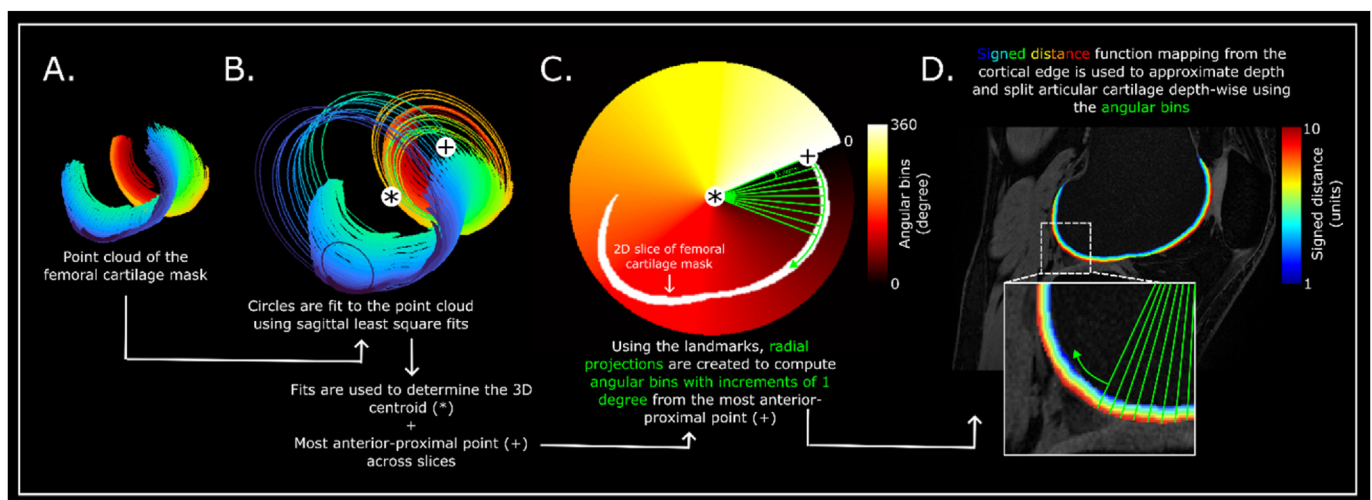 A.
Point cloud of the
femoral cartilage mask
B.
+
*
Circles are fit to the point cloud
using sagittal least square fits
Fits are used to determine the 3D
centroid (*)
+
Most anterior-proximal point (+)
across slices
C.
0
+
*
2D slice of femoral
cartilage mask
360
Angular bins
(degree)
0
Using the landmarks, radial
projections are created to compute
angular bins with increments of 1
degree from the most anterior-
proximal point (+)
D.
Signed distance function mapping from the
cortical edge is used to approximate depth
and split articular cartilage depth-wise using
the angular bins
10
Signed distance
(units)
1